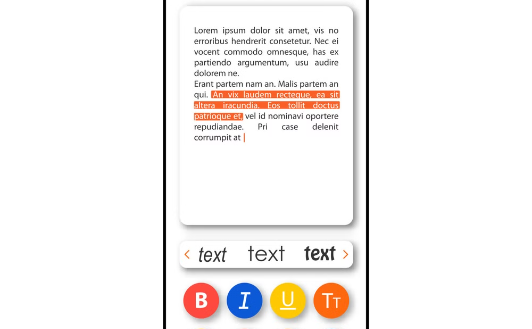 Lorem ipsum dolor sit amet, vis no
erroribus hendrerit consetetur. Nec ei
vocent commodo omnesque, has ex
partiendo argumentum, usu audire
dolorem ne.
Erant partem nam an. Malis partem an
qui. An vix laudem recteque, ea sit
altera iracundia. Eos tollit doctus
patrioque et, vel id nominavi oportere
repudiandae. Pri case delenit
corrumpit at
text text text
B I U TT